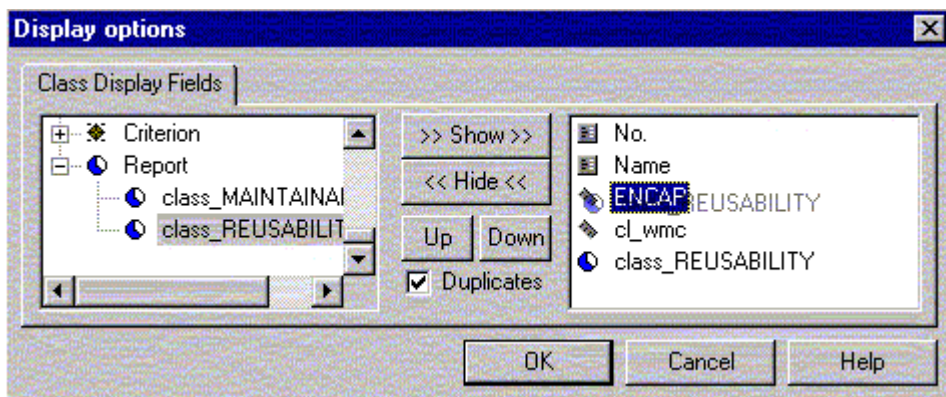 Display options
Class Display Fields
Criterion
Report
class_MAINTAINAI
class_REUSABILIT
>> Show >>
<< Hide <<
Up Down
Duplicates
No.
Name
ENCAP _REUSABILITY
cl_wmc
class_REUSABILITY
OK Cancel Help